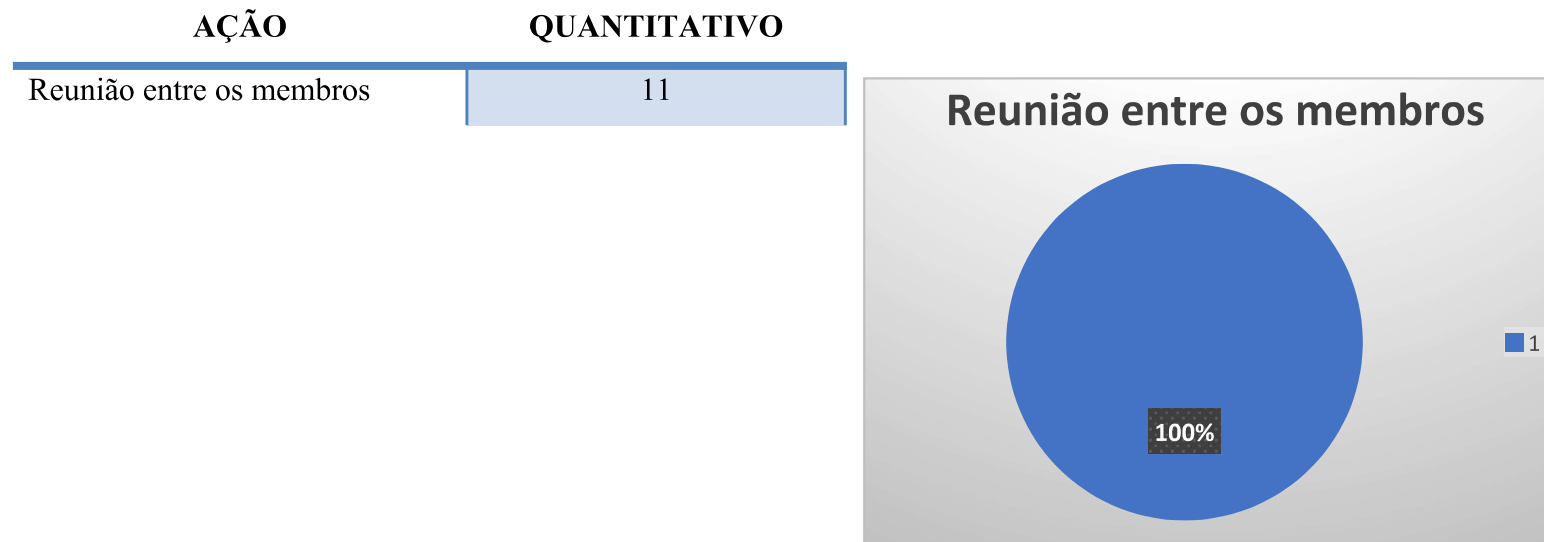 AÇÃO QUANTITATIVO
Reunião entre os membros 11
Reunião entre os membros
100%
1